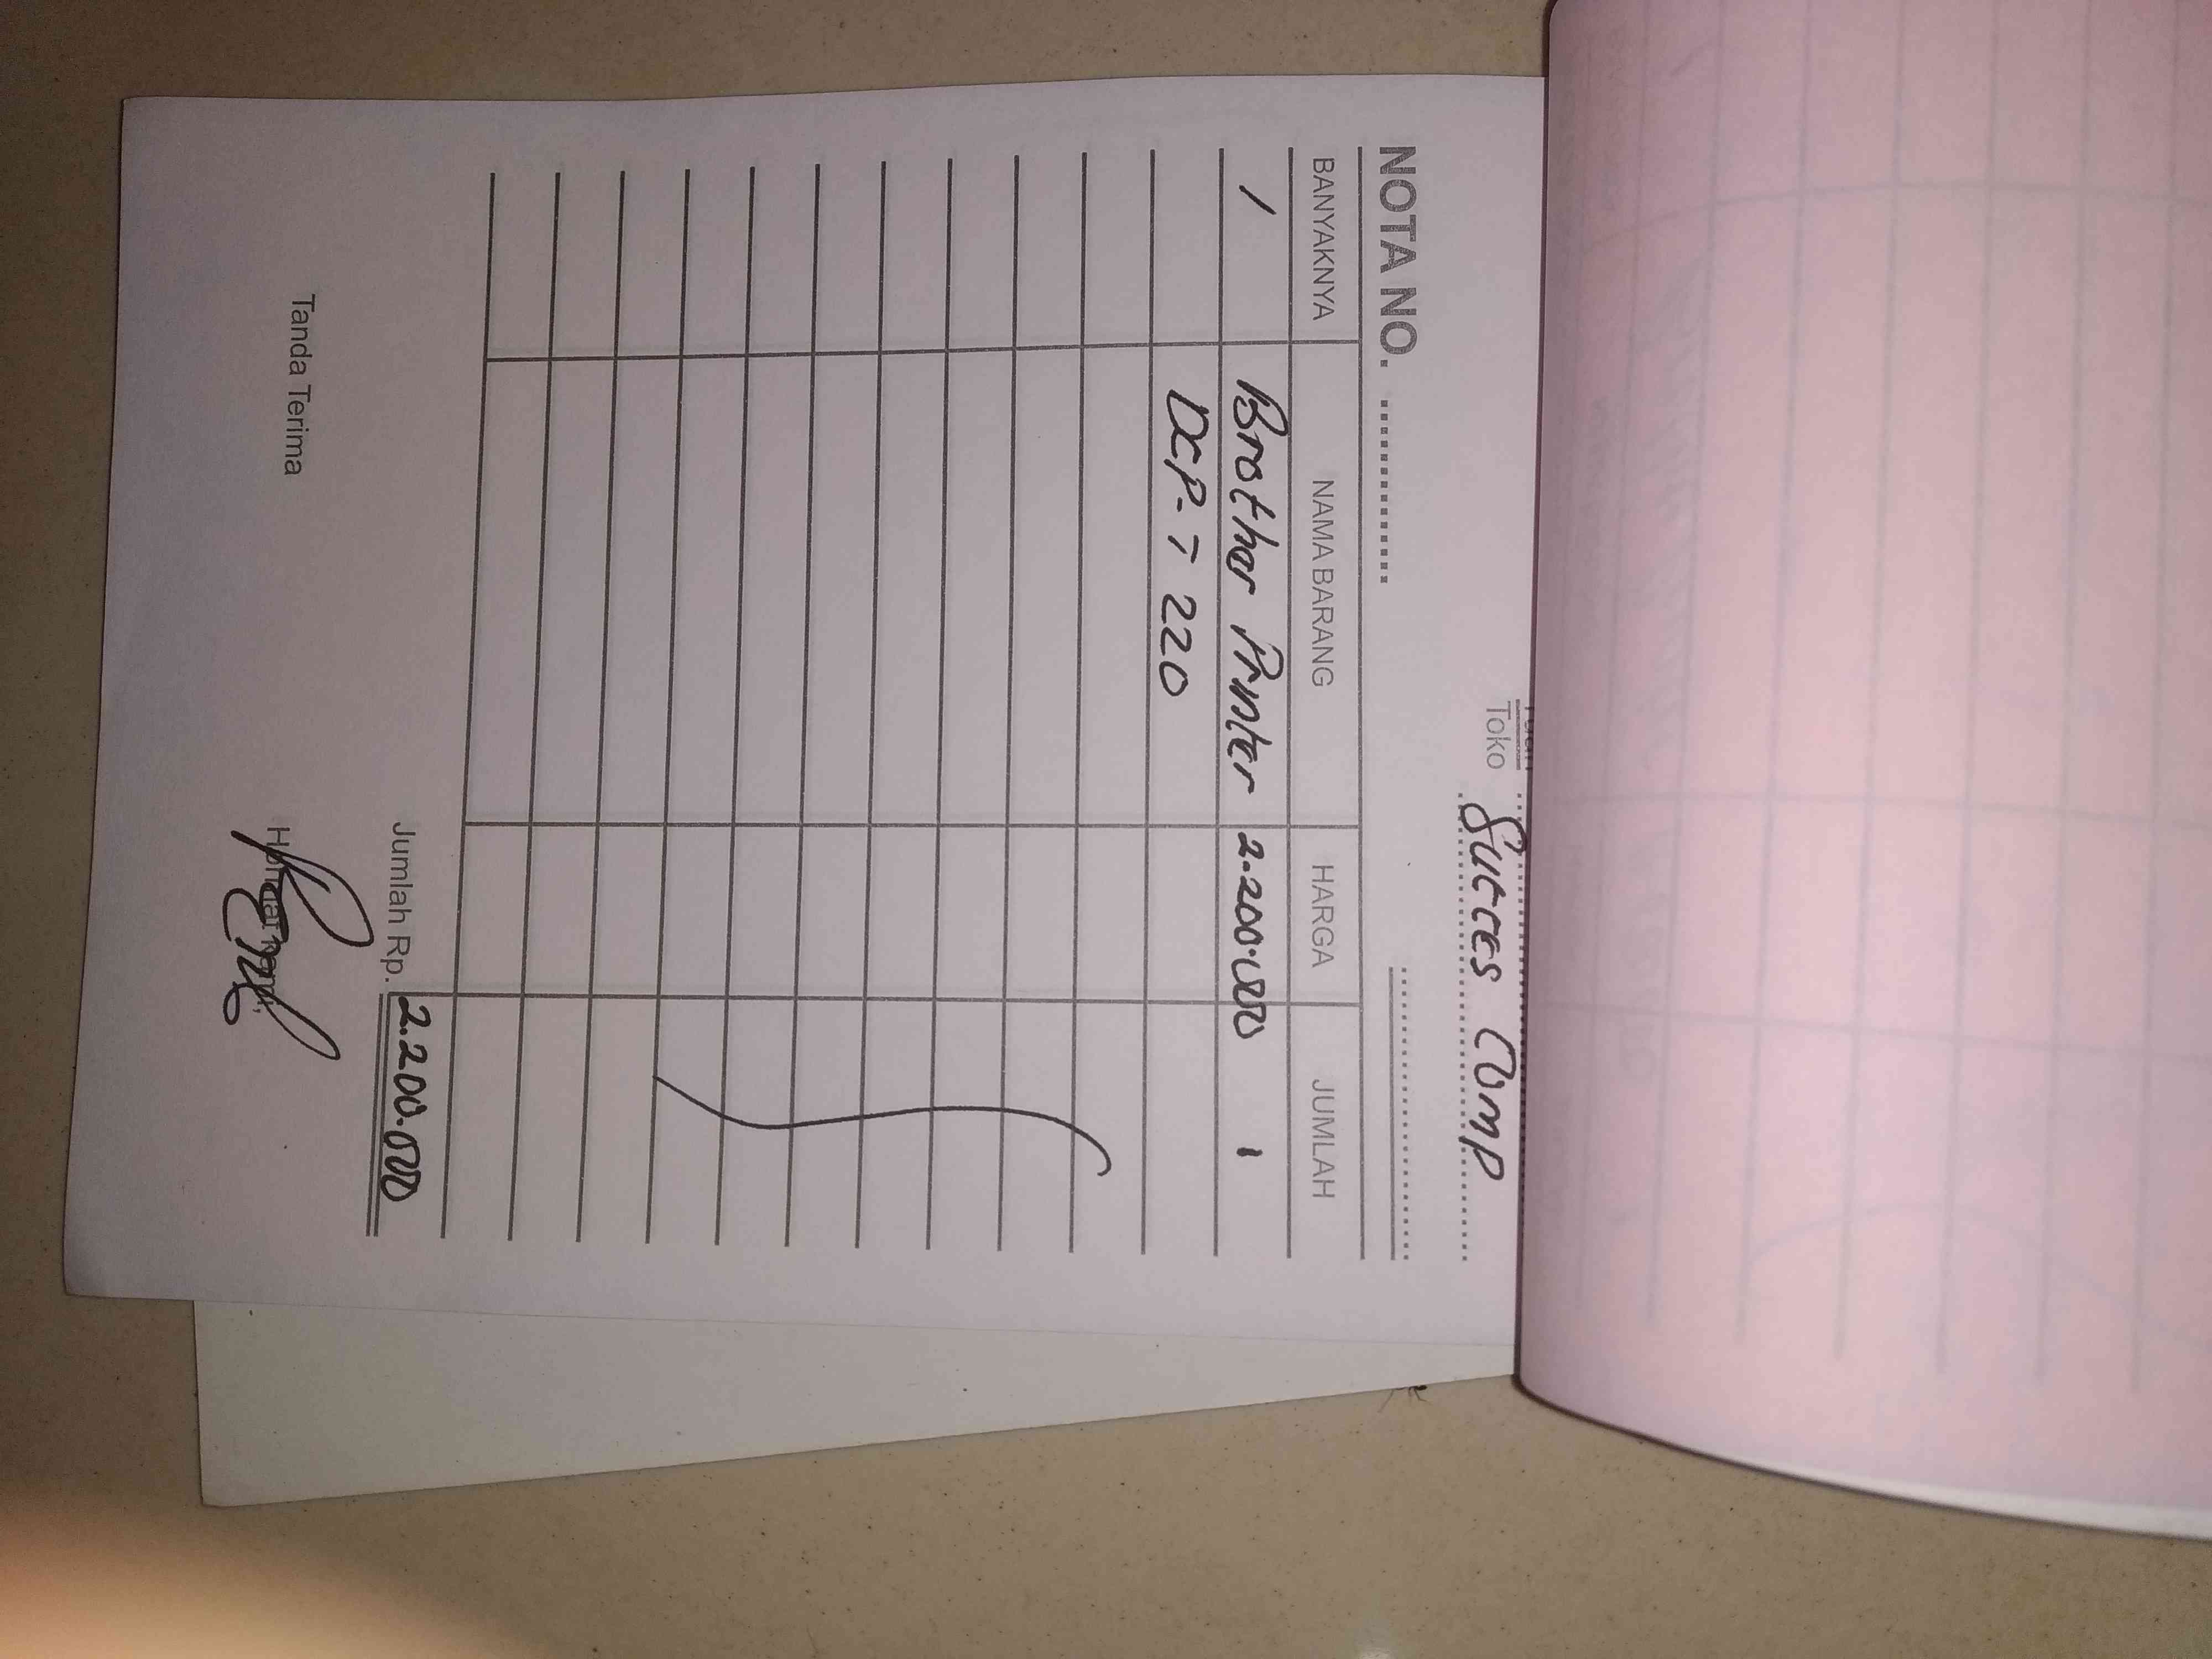 Tuan
Toko Succes Comp
NOTA NO.
BANYAKNYA NAMA BARANG HARGA JUMLAH
1 Brother Printer 2.200.000 1
DCP-T 220
Jumlah Rp. 2.200.000
Tanda Terima Hormat kami,